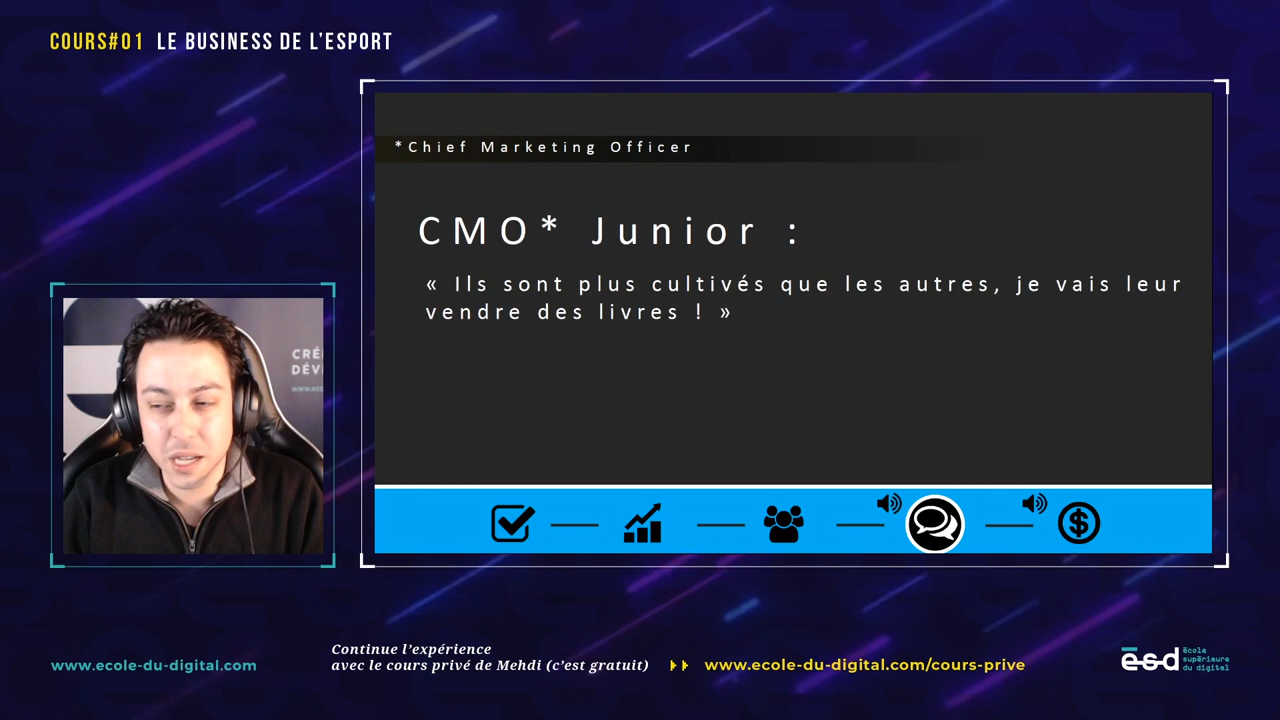 COURS#01 LE BUSINESS DE L'ESPORT
*Chief Marketing Officer
CMO* Junior :
« Ils sont plus cultivés que les autres, je vais leur
vendre des livres ! »
CRÉ
DÉV
Continue l'expérience
avec le cours privé de Mehdi (c'est gratuit)
www.ecole-du-digital.com
www.ecole-du-digital.com/cours-prive
ésd
école
supérieure
du digital